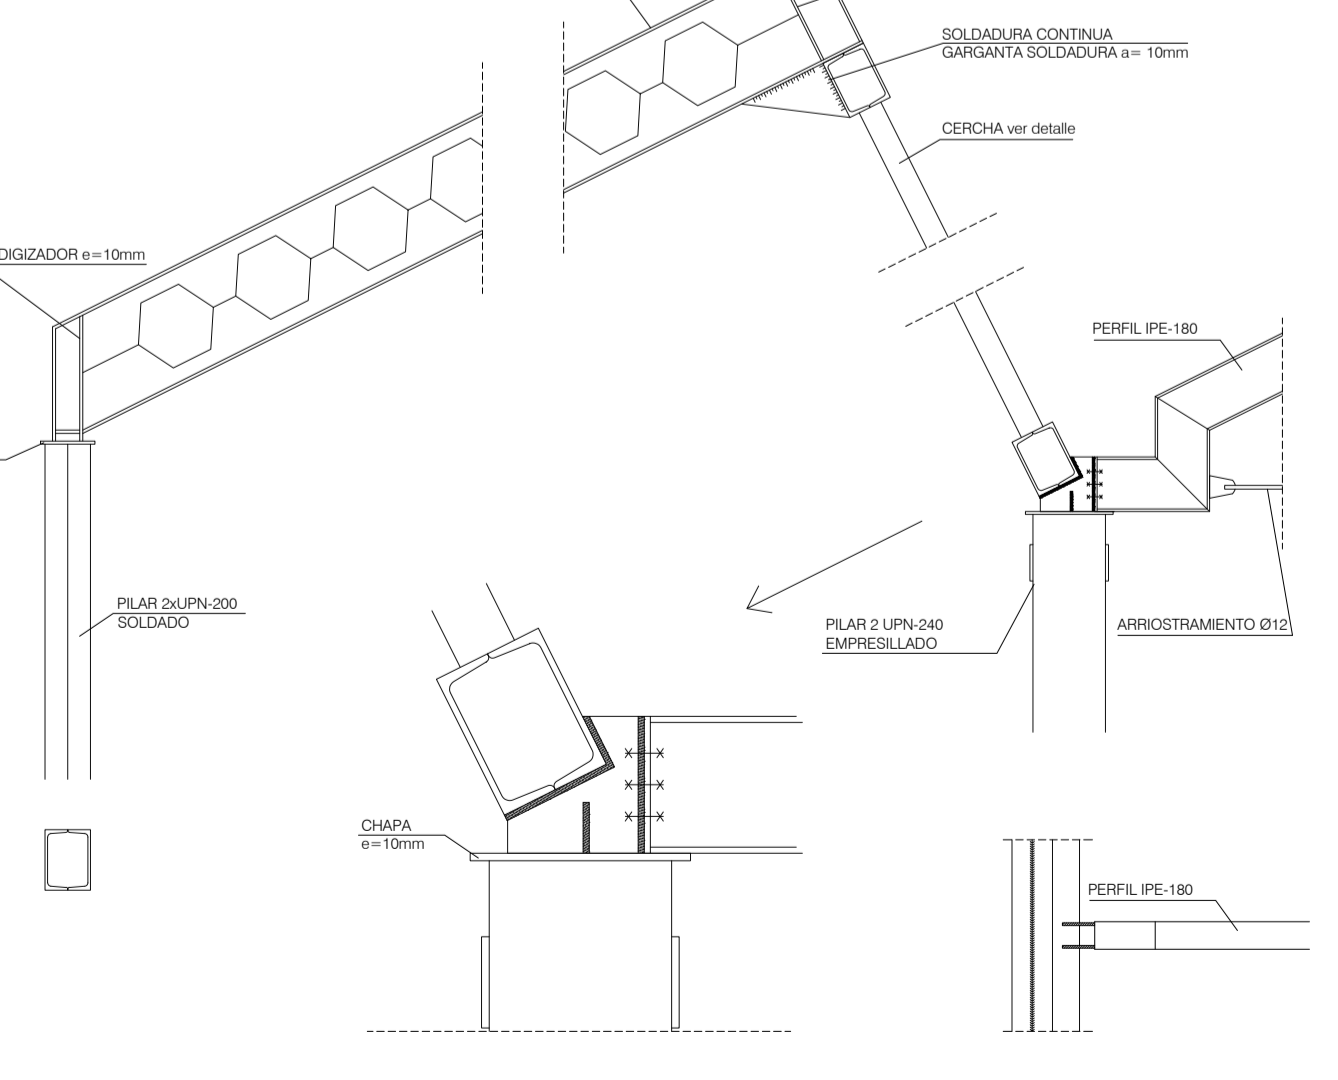 SOLDADURA CONTINUA
GARGANTA SOLDADURA a= 10mm
CERCHA ver detalle
DIGIZADOR e=10mm
PERFIL IPE-180
PILAR 2xUPN-200
SOLDADO
PILAR 2 UPN-240
EMPRESILLADO
ARRIOSTRAMIENTO Ø12
CHAPA
e=10mm
PERFIL IPE-180